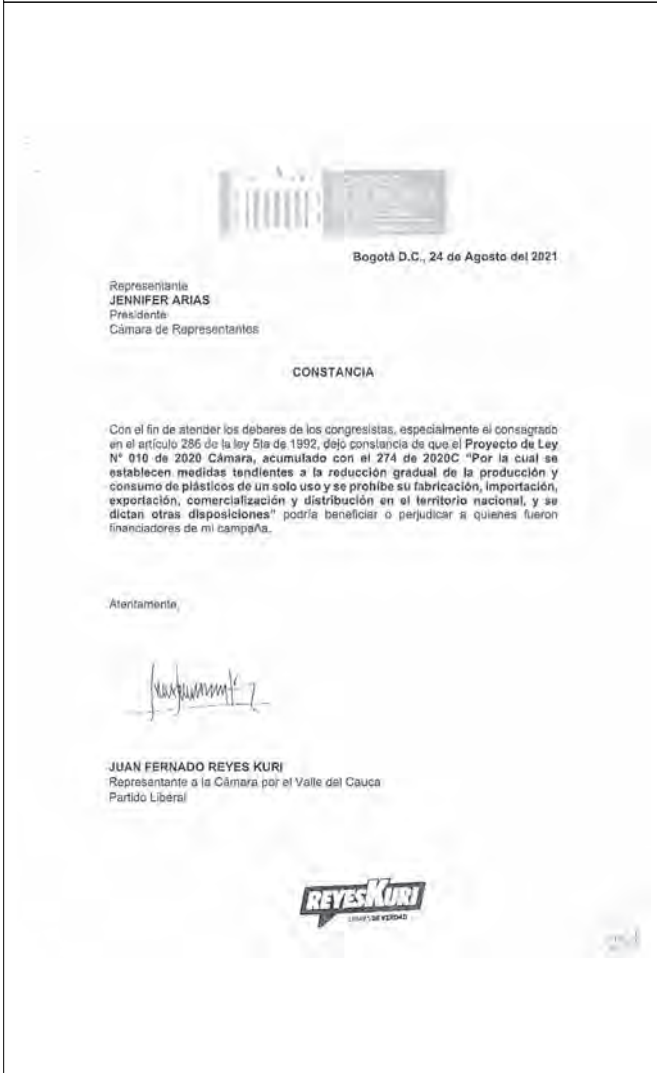 Bogotá D.C., 24 de Agosto del 2021
Representante
JENNIFER ARIAS
Presidente
Cámara de Representantes
CONSTANCIA
Con el fin de atender los deberes de los congresistas, especialmente el consagrado
en el artículo 286 de la ley 5ta de 1992, dejo constancia de que el Proyecto de Ley
N° 010 de 2020 Cámara, acumulado con el 274 de 2020C "Por la cual se
establecen medidas tendientes a la reducción gradual de la producción y
consumo de plásticos de un solo uso y se prohíbe su fabricación, importación,
exportación, comercialización y distribución en el territorio nacional, y se
dictan otras disposiciones" podría beneficiar o perjudicar a quienes fueron
financiadores de mi campaña.
Atentamente,
JUAN FERNADO REYES KURI
Representante a la Cámara por el Valle del Cauca
Partido Liberal
REYES KURI
DE VERDAD